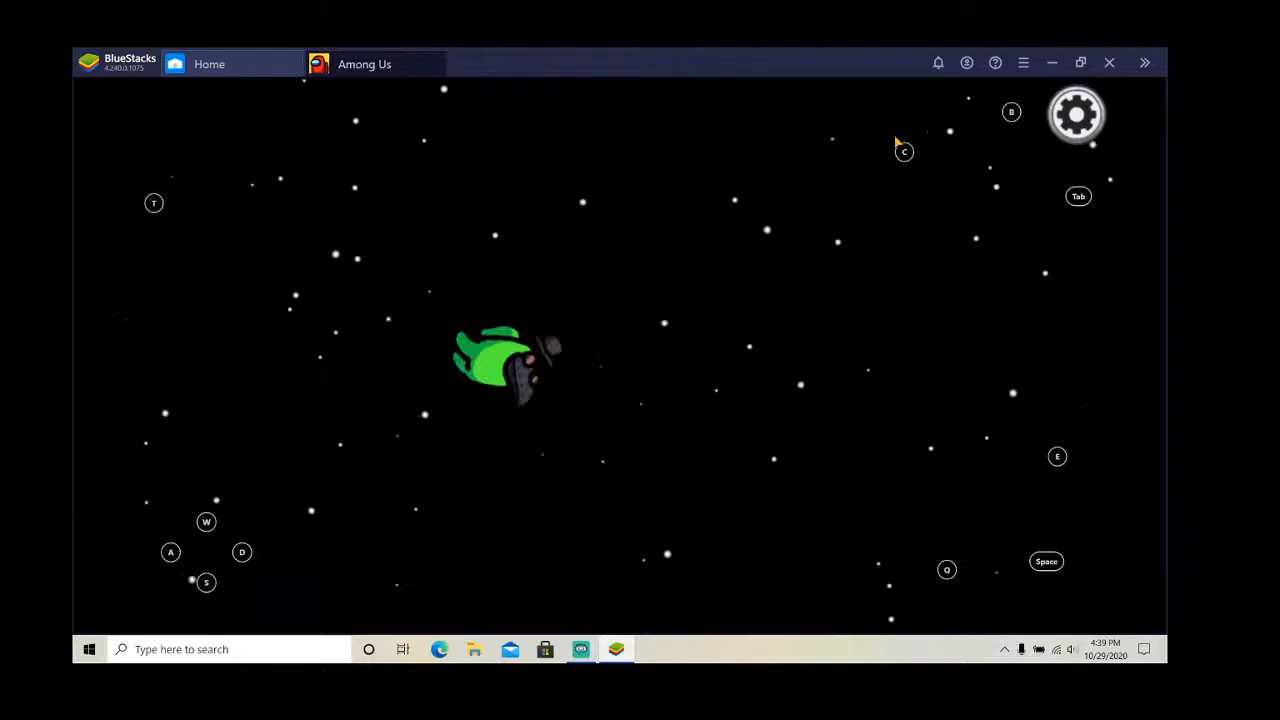 BlueStacks
4.240.0.1075
Home
Among Us
B
C
Tab
T
E
W
A
D
S
Q
Space
Type here to search
4:39 PM
10/29/2020